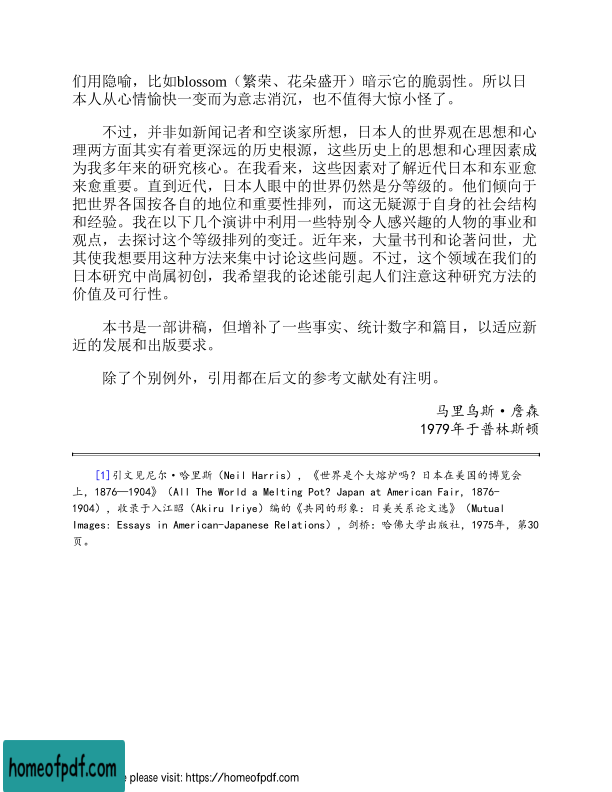 们用隐喻，比如blossom（繁荣、花朵盛开）暗示它的脆弱性。所以日
本人从心情愉快一变而为意志消沉，也不值得大惊小怪了。
不过，并非如新闻记者和空谈家所想，日本人的世界观在思想和心
理两方面其实有着更深远的历史根源，这些历史上的思想和心理因素成
为我多年来的研究核心。在我看来，这些因素对了解近代日本和东亚愈
来愈重要。直到近代，日本人眼中的世界仍然是分等级的。他们倾向于
把世界各国按各自的地位和重要性排列，而这无疑源于自身的社会结构
和经验。我在以下几个演讲中利用一些特别令人感兴趣的人物的事业和
观点，去探讨这个等级排列的变迁。近年来，大量书刊和论著问世，尤
其使我想要用这种方法来集中讨论这些问题。不过，这个领域在我们的
日本研究中尚属初创，我希望我的论述能引起人们注意这种研究方法的
价值及可行性。
本书是一部讲稿，但增补了一些事实、统计数字和篇目，以适应新
近的发展和出版要求。
除了个别例外，引用都在后文的参考文献处有注明。
马里乌斯·詹森
1979年于普林斯顿
[1]引文见尼尔·哈里斯（Neil Harris），《世界是个大熔炉吗？日本在美国的博览会
上，1876—1904》（All The World a Melting Pot? Japan at American Fair, 1876-
1904），收录于入江昭（Akiru Iriye）编的《共同的形象：日美关系论文选》（Mutual
Images: Essays in American-Japanese Relations），剑桥：哈佛大学出版社，1975年，第30
页。
homeofpdf.com
e please visit: https://homeofpdf.com